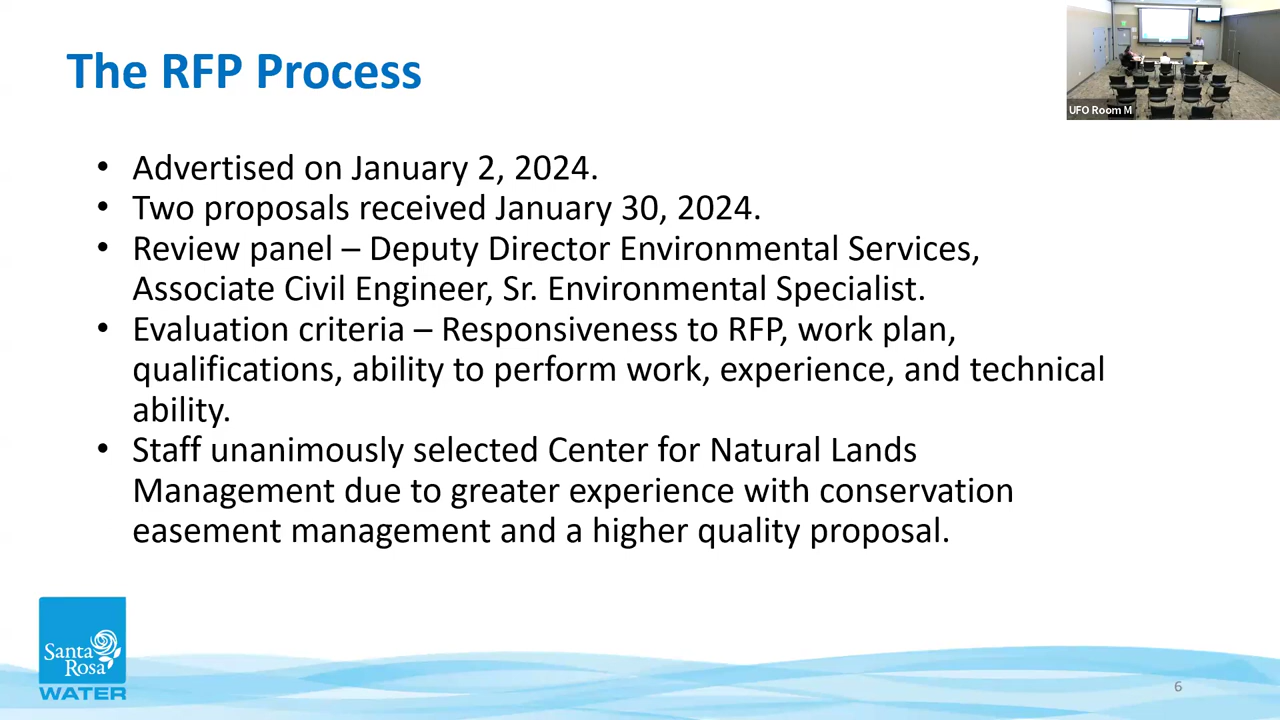 The RFP Process
UFO Room M
• Advertised on January 2, 2024.
• Two proposals received January 30, 2024.
• Review panel – Deputy Director Environmental Services,
Associate Civil Engineer, Sr. Environmental Specialist.
• Evaluation criteria – Responsiveness to RFP, work plan,
qualifications, ability to perform work, experience, and technical
ability.
• Staff unanimously selected Center for Natural Lands
Management due to greater experience with conservation
easement management and a higher quality proposal.
Santa
Rosa
WATER
6